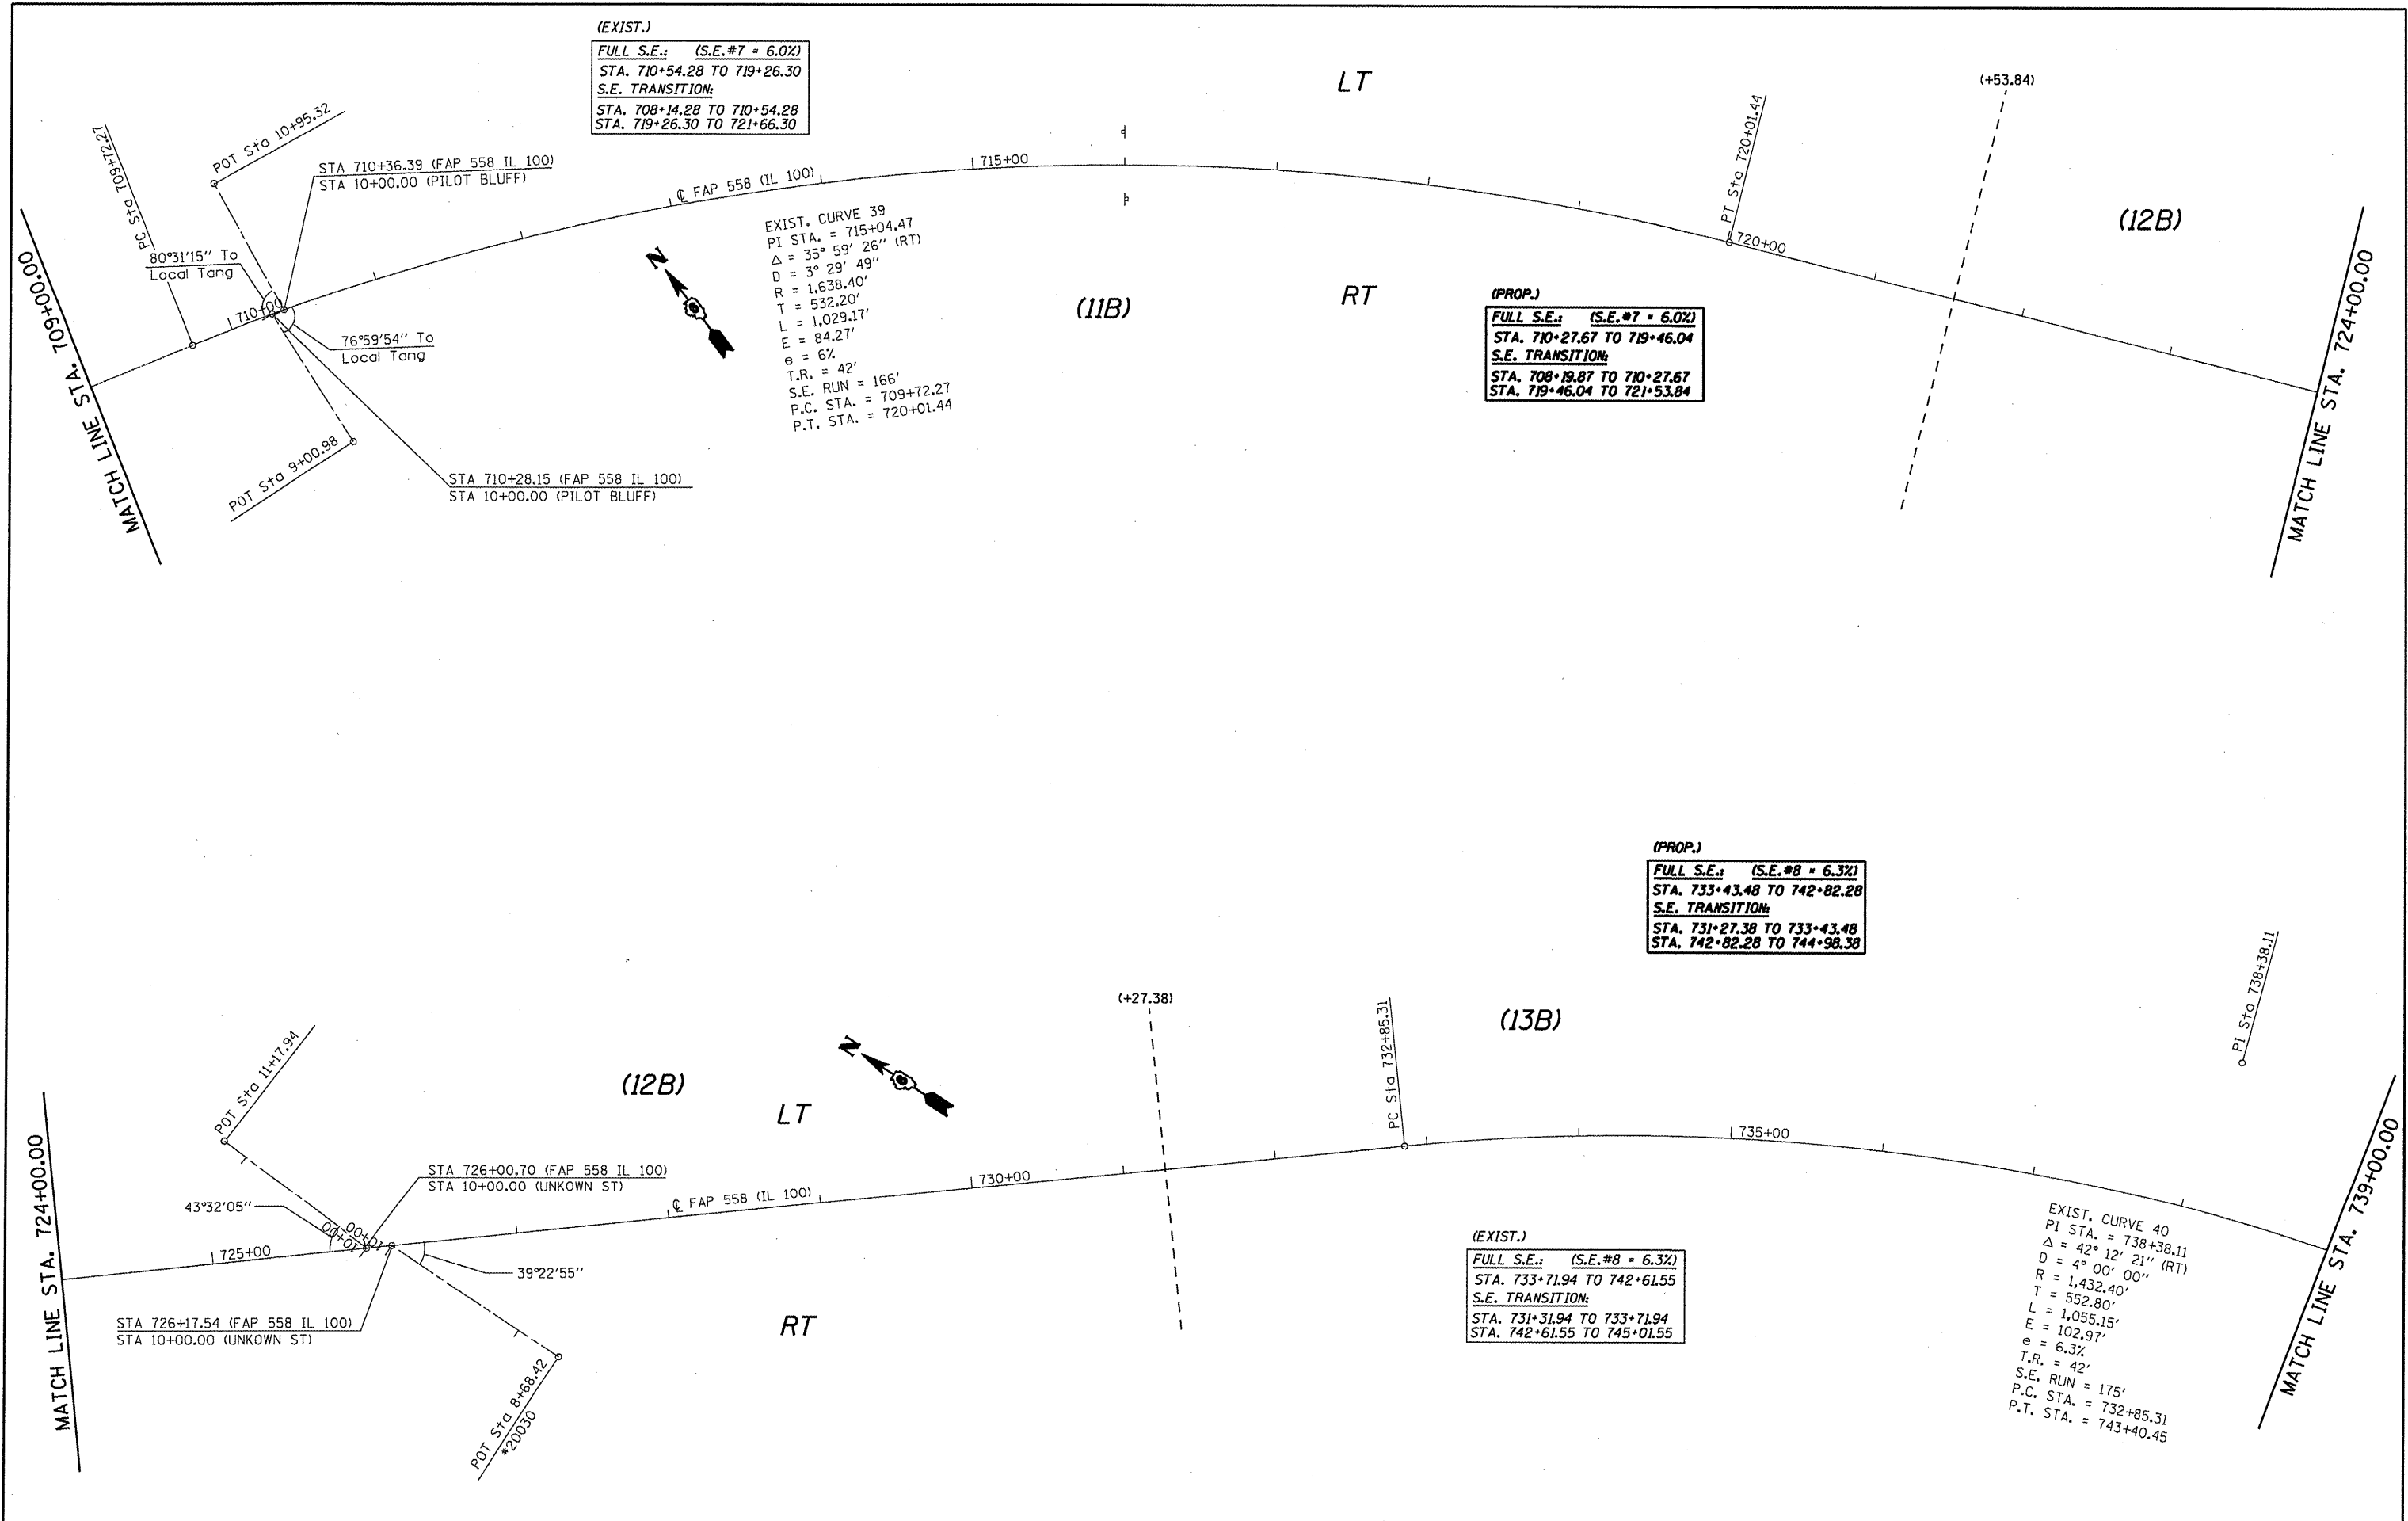 (EXIST.)
FULL S.E.: (S.E.#7 = 6.0%)
STA. 710+54.28 TO 719+26.30
S.E. TRANSITION:
STA. 708+14.28 TO 710+54.28
STA. 719+26.30 TO 721+66.30
LT
(+53.84)
PC Sta 709+72.27
POT Sta 10+95.32
STA 710+36.39 (FAP 558 IL 100)
STA 10+00.00 (PILOT BLUFF)
715+00
℄ FAP 558 (IL 100)
PT Sta 720+01.44
720+00
(12B)
MATCH LINE STA. 709+00.00
80°31'15" To
Local Tang
710+00
76°59'54" To
Local Tang
EXIST. CURVE 39
PI STA. = 715+04.47
Δ = 35° 59' 26" (RT)
D = 3° 29' 49"
R = 1,638.40'
T = 532.20'
L = 1,029.17'
E = 84.27'
e = 6%
T.R. = 42'
S.E. RUN = 166'
P.C. STA. = 709+72.27
P.T. STA. = 720+01.44
N
(11B)
RT
(PROP.)
FULL S.E.: (S.E.#7 = 6.0%)
STA. 710+27.67 TO 719+46.04
S.E. TRANSITION:
STA. 708+19.87 TO 710+27.67
STA. 719+46.04 TO 721+53.84
MATCH LINE STA. 724+00.00
POT Sta 9+00.98
STA 710+28.15 (FAP 558 IL 100)
STA 10+00.00 (PILOT BLUFF)
(PROP.)
FULL S.E.: (S.E.#8 = 6.3%)
STA. 733+43.48 TO 742+82.28
S.E. TRANSITION:
STA. 731+27.38 TO 733+43.48
STA. 742+82.28 TO 744+98.38
PI Sta 738+38.11
(+27.38)
PC Sta 732+85.31
(13B)
N
(12B)
LT
POT Sta 11+17.94
735+00
MATCH LINE STA. 724+00.00
STA 726+00.70 (FAP 558 IL 100)
STA 10+00.00 (UNKOWN ST)
730+00
℄ FAP 558 (IL 100)
43°32'05"
10+00
10+00
725+00
39°22'55"
STA 726+17.54 (FAP 558 IL 100)
STA 10+00.00 (UNKOWN ST)
RT
POT Sta 8+68.42
#20030
(EXIST.)
FULL S.E.: (S.E.#8 = 6.3%)
STA. 733+71.94 TO 742+61.55
S.E. TRANSITION:
STA. 731+31.94 TO 733+71.94
STA. 742+61.55 TO 745+01.55
EXIST. CURVE 40
PI STA. = 738+38.11
Δ = 42° 12' 21" (RT)
D = 4° 00' 00"
R = 1,432.40'
T = 552.80'
L = 1,055.15'
E = 102.97'
e = 6.3%
T.R. = 42'
S.E. RUN = 175'
P.C. STA. = 732+85.31
P.T. STA. = 743+40.45
MATCH LINE STA. 739+00.00